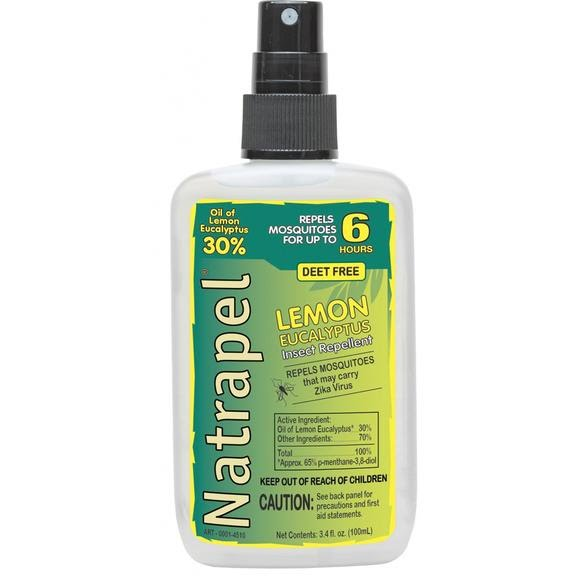 Oil of
Lemon
Eucalyptus
30%
REPELS
MOSQUITOES
FOR UP TO
6
HOURS
DEET FREE
Natrapel®
LEMON
EUCALYPTUS
Insect Repellent
REPELS MOSQUITOES
that may carry
Zika Virus
Active Ingredient:
Oil of Lemon Eucalyptus* 30%
Other Ingredients: 70%
Total 100%
*Approx. 65% p-menthane-3,8-diol
KEEP OUT OF REACH OF CHILDREN
CAUTION: See back panel for
precautions and first
aid statements.
ART - 0001-4510
Net Contents: 3.4 fl. oz. (100mL)